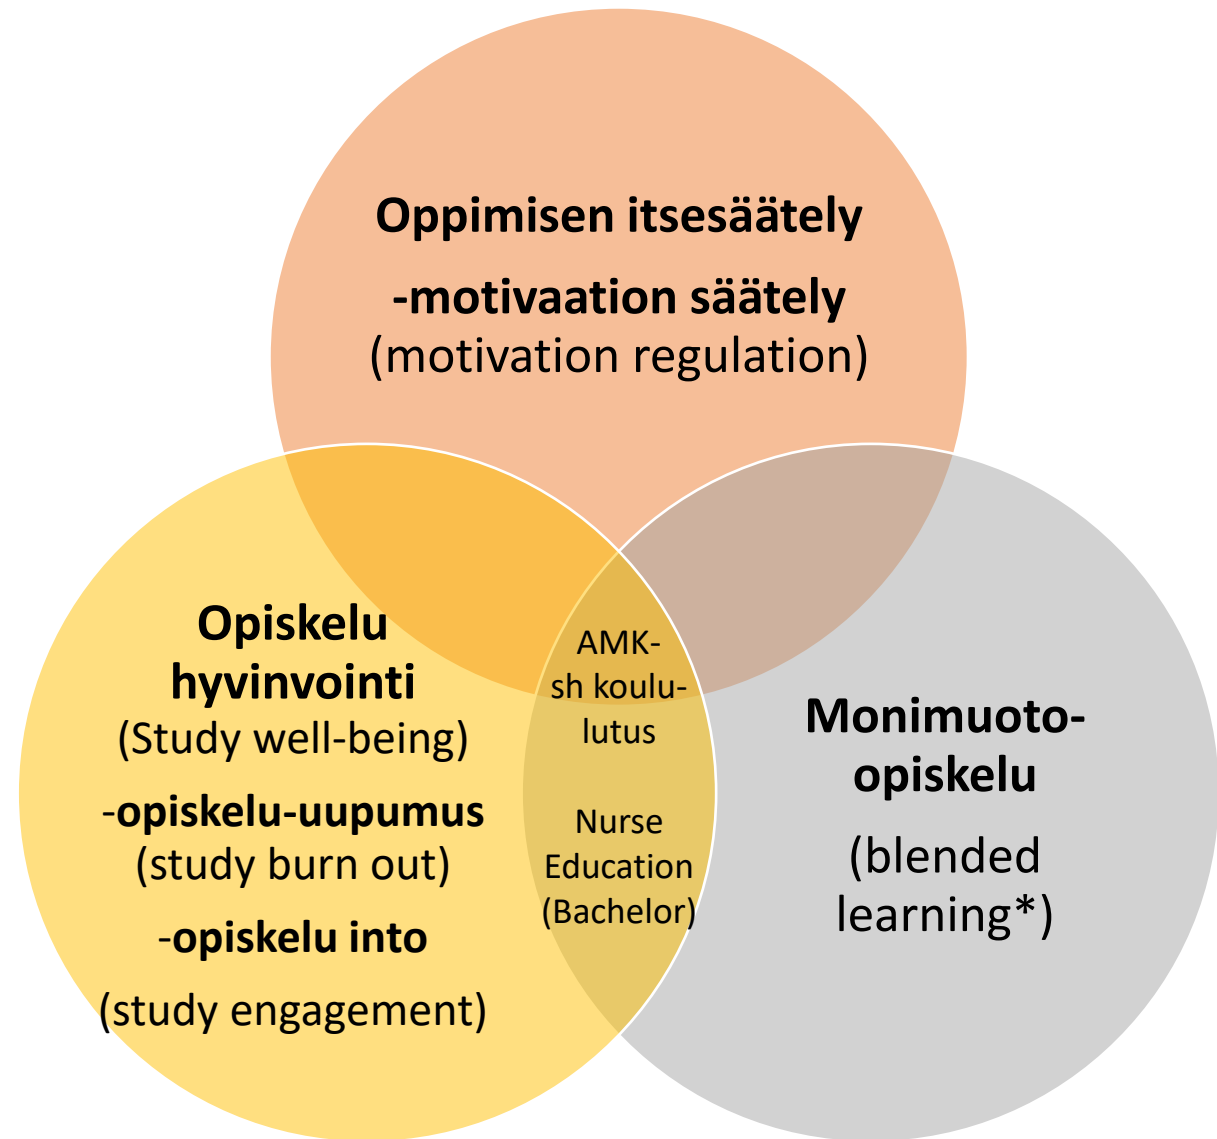 Oppimisen itsesäätely
-motivaation säätely
(motivation regulation)
Opiskelu
hyvinvointi
(Study well-being)
-opiskelu-uupumus
(study burn out)
-opiskelu into
(study engagement)
AMK-
sh koulu-
lutus
Nurse
Education
(Bachelor)
Monimuoto-
opiskelu
(blended
learning*)